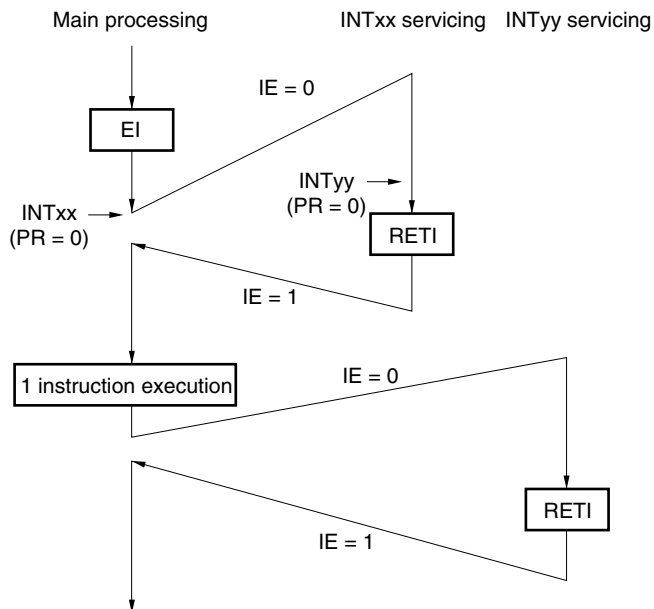 Main processing
INTxx servicing
INTyy servicing
IE = 0
EI
INTyy
(PR = 0)
INTxx
(PR = 0)
RETI
IE = 1
1 instruction execution
IE = 0
RETI
IE = 1